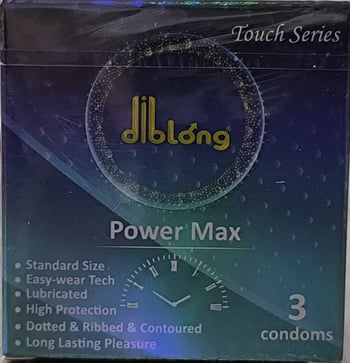 Touch Series
dibLong
Power Max
• Standard Size
• Easy-wear Tech
• Lubricated
• High Protection
• Dotted & Ribbed & Contoured
• Long Lasting Pleasure
3
condoms